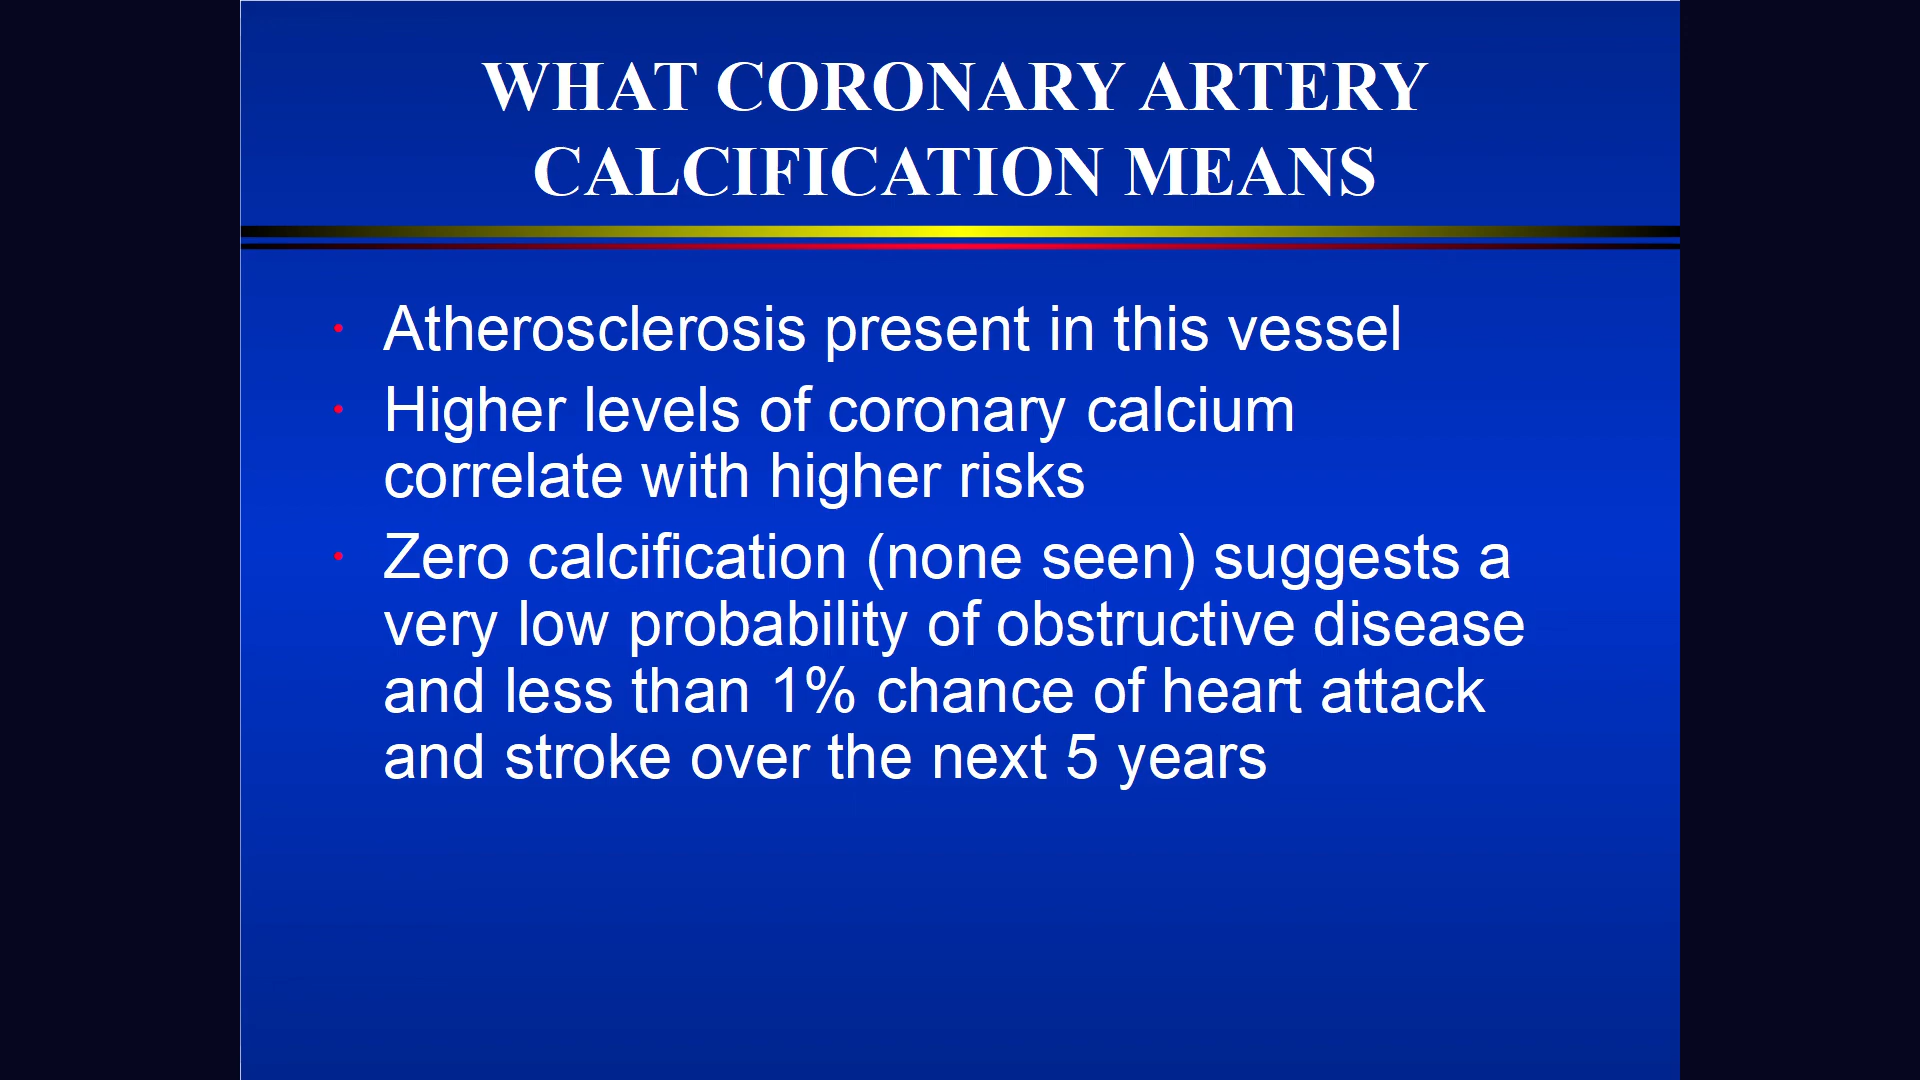 WHAT CORONARY ARTERY
CALCIFICATION MEANS
• Atherosclerosis present in this vessel
• Higher levels of coronary calcium
correlate with higher risks
• Zero calcification (none seen) suggests a
very low probability of obstructive disease
and less than 1% chance of heart attack
and stroke over the next 5 years